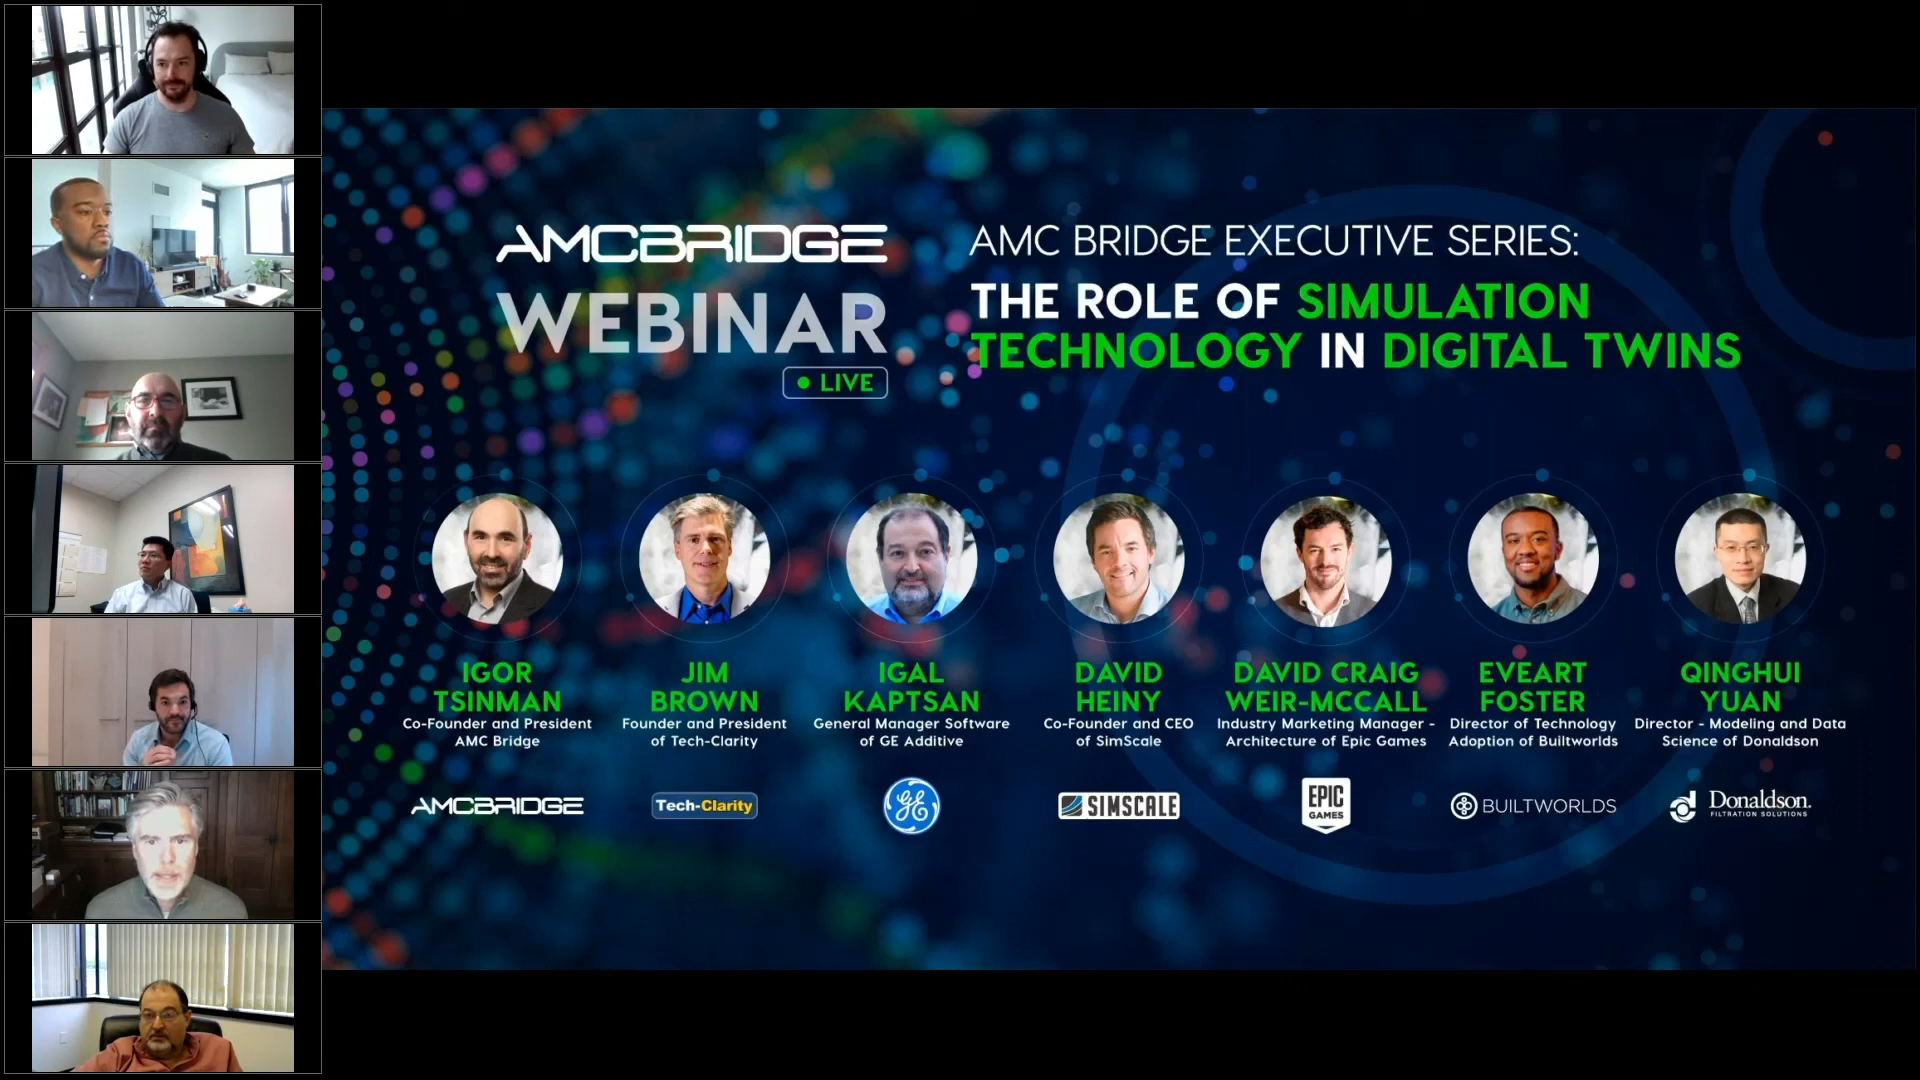 AMCBRIDGE
WEBINAR
LIVE
AMC BRIDGE EXECUTIVE SERIES:
THE ROLE OF SIMULATION
TECHNOLOGY IN DIGITAL TWINS
IGOR
TSINMAN
Co-Founder and President
AMC Bridge
JIM
BROWN
Founder and President
of Tech-Clarity
IGAL
KAPTSAN
General Manager Software
of GE Additive
DAVID
HEINY
Co-Founder and CEO
of SimScale
DAVID CRAIG
WEIR-MCCALL
Industry Marketing Manager -
Architecture of Epic Games
EVEART
FOSTER
Director of Technology
Adoption of Builtworlds
QINGHUI
YUAN
Director - Modeling and Data
Science of Donaldson
AMCBRIDGE
Tech-Clarity
GE
SIMSCALE
EPIC
GAMES
BUILTWORLDS
Donaldson.
FILTRATION SOLUTIONS